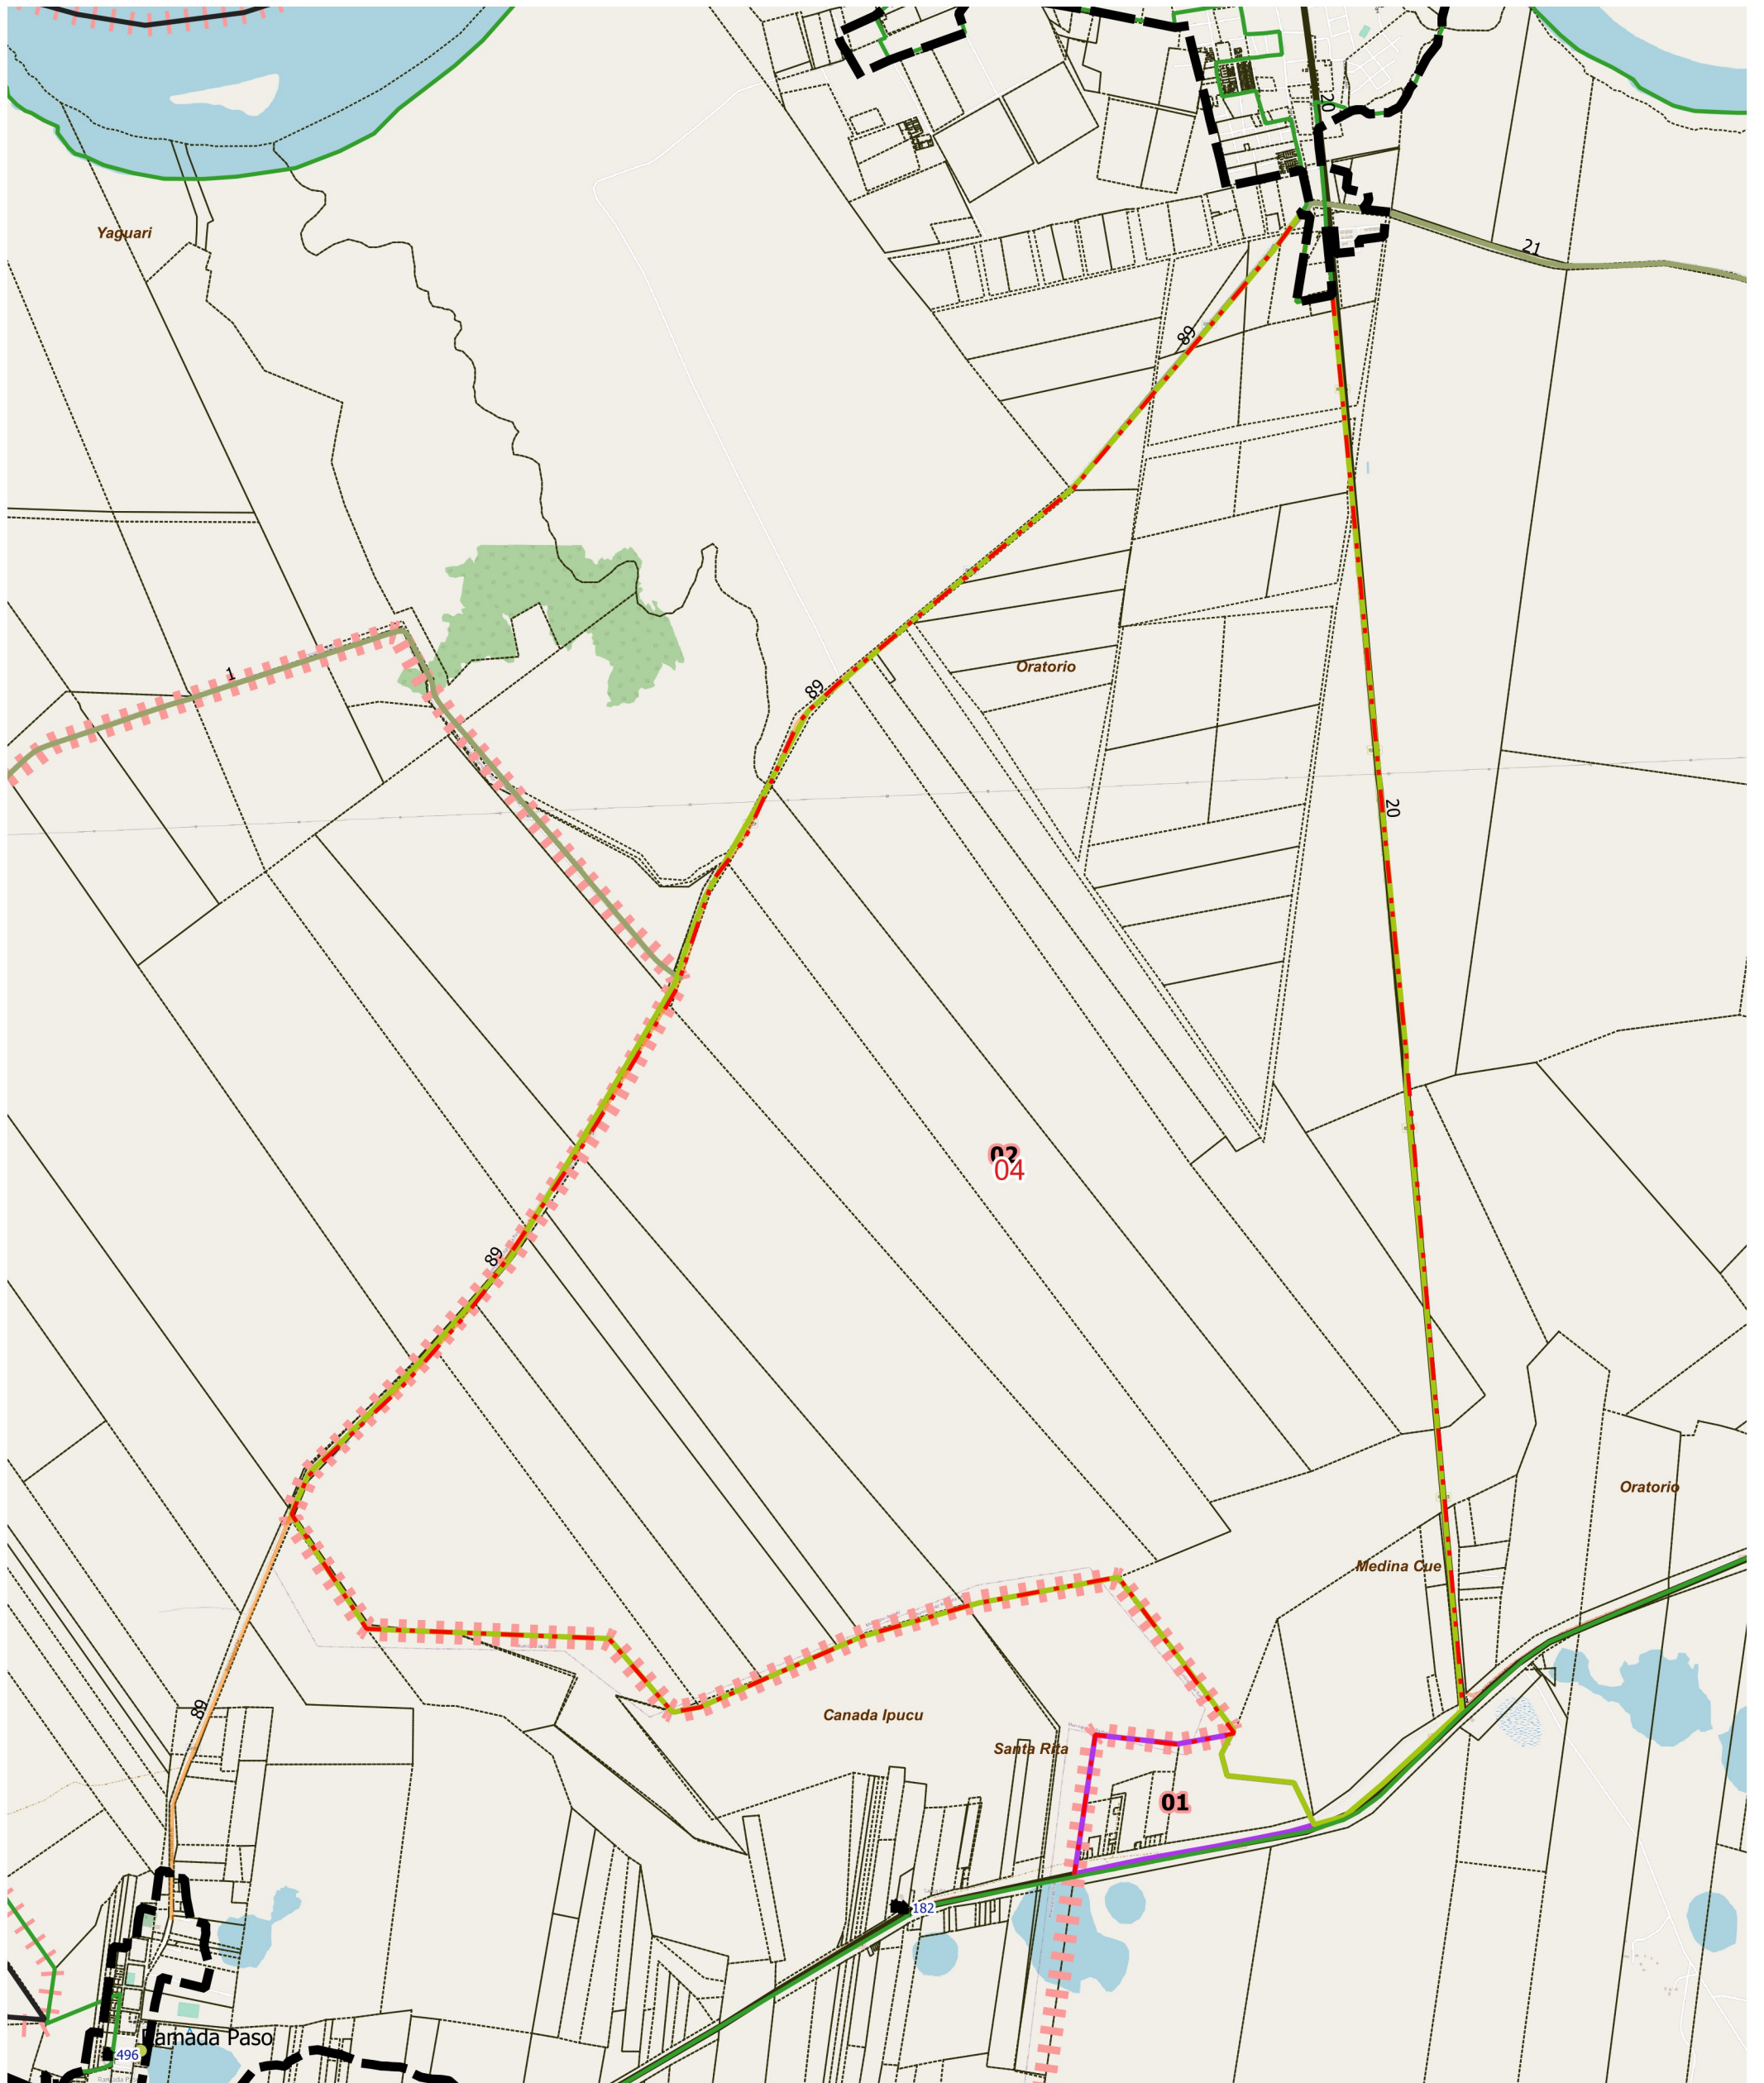 20
Yaguari
21
89
Oratorio
1
89
20
02
04
89
Oratorio
Medina Cue
89
Canada Ipucu
Santa Rita
01
182
Ramada Paso
496